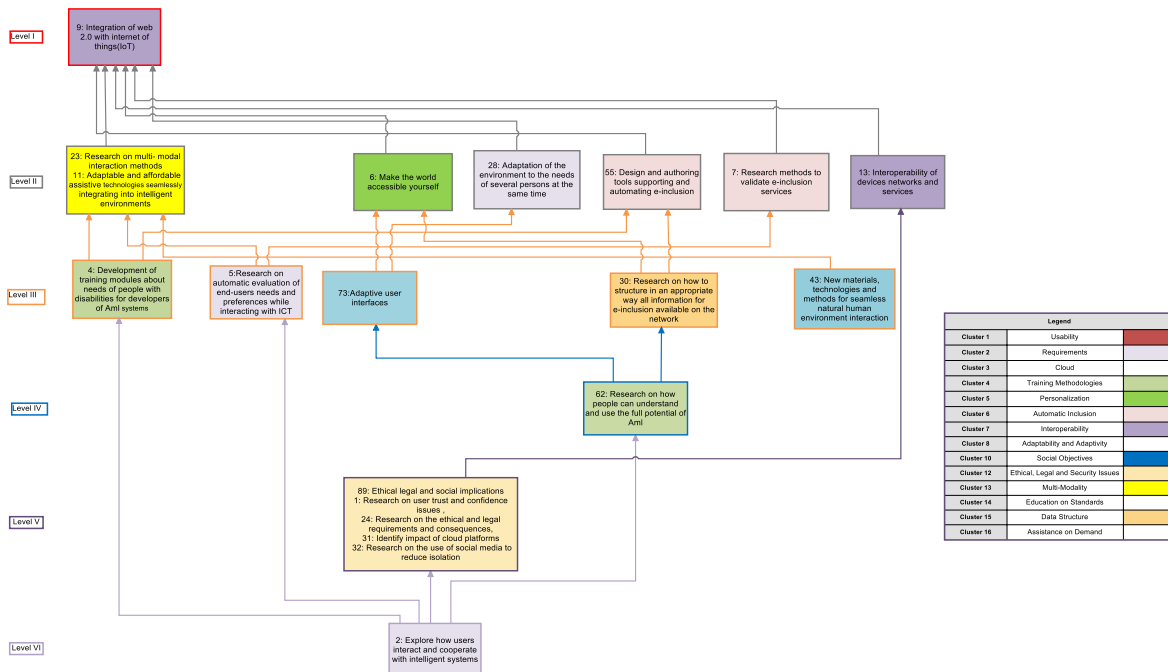 Level I
9: Integration of web
2.0 with internet of
things(IoT)
Level II
23: Research on multi- modal
interaction methods
11: Adaptable and affordable
assistive technologies seamlessly
integrating into intelligent
environments
6: Make the world
accessible yourself
28: Adaptation of the
environment to the needs
of several persons at the
same time
55: Design and authoring
tools supporting and
automating e-inclusion
7: Research methods to
validate e-inclusion
services
13: Interoperability of
devices networks and
services
Level III
4: Development of
training modules about
needs of people with
disabilities for developers
of AmI systems
5:Research on
automatic evaluation of
end-users needs and
preferences while
interacting with ICT
73:Adaptive user
interfaces
30: Research on how to
structure in an appropriate
way all information for
e-inclusion available on the
network
43: New materials,
technologies and
methods for seamless
natural human
environment interaction
Level IV
62: Research on how
people can understand
and use the full potential of
AmI
Level V
89: Ethical legal and social implications
1: Research on user trust and confidence
issues ,
24: Research on the ethical and legal
requirements and consequences,
31: Identify impact of cloud platforms
32: Research on the use of social media to
reduce isolation
Level VI
2: Explore how users
interact and cooperate
with intelligent systems
Legend
Cluster 1 Usability
Cluster 2 Requirements
Cluster 3 Cloud
Cluster 4 Training Methodologies
Cluster 5 Personalization
Cluster 6 Automatic Inclusion
Cluster 7 Interoperability
Cluster 8 Adaptability and Adaptivity
Cluster 10 Social Objectives
Cluster 12 Ethical, Legal and Security Issues
Cluster 13 Multi-Modality
Cluster 14 Education on Standards
Cluster 15 Data Structure
Cluster 16 Assistance on Demand